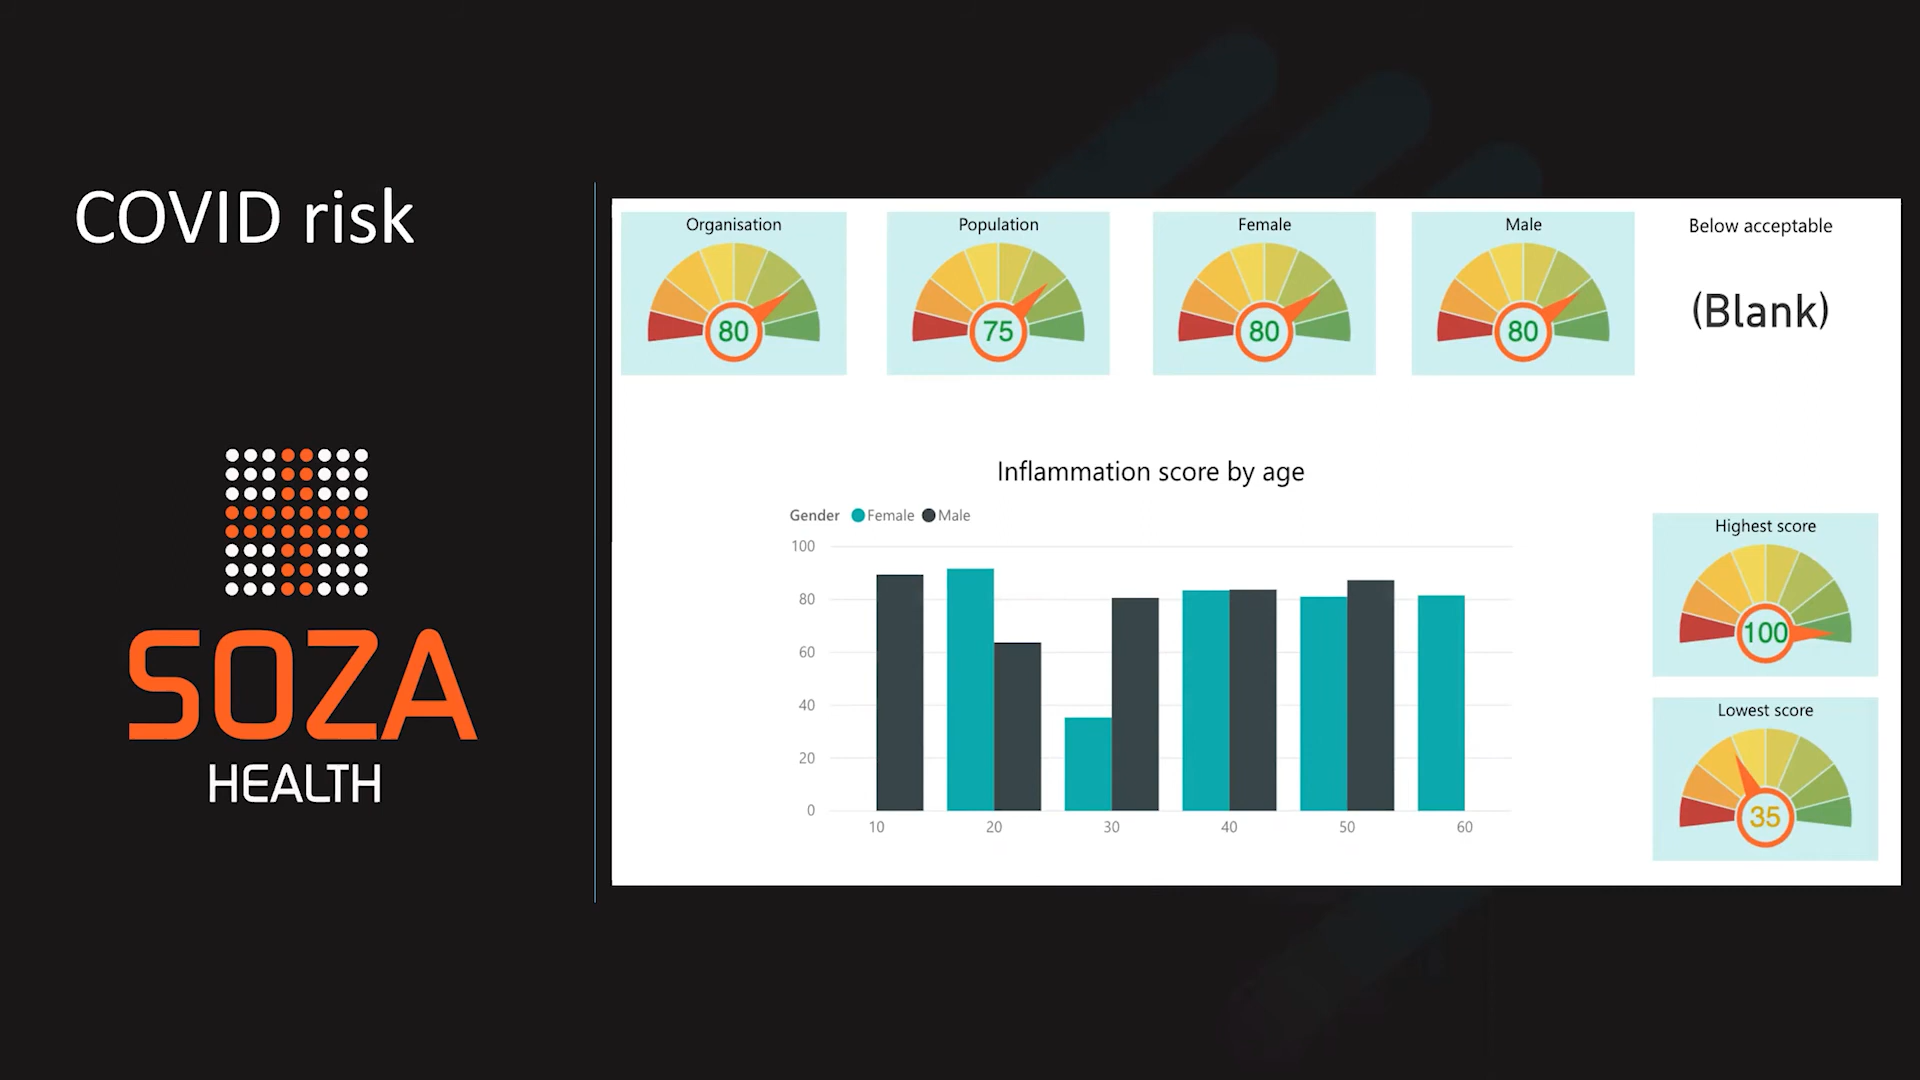 COVID risk
SOZA
HEALTH
Organisation
80
Population
75
Female
80
Male
80
Below acceptable
(Blank)
Inflammation score by age
Gender Female Male
100
80
60
40
20
0
10 20 30 40 50 60
Highest score
100
Lowest score
35